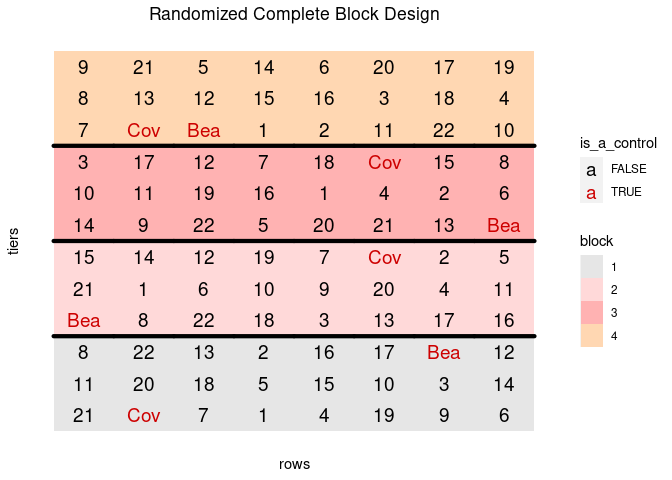 Randomized Complete Block Design
9 21 5 14 6 20 17 19
8 13 12 15 16 3 18 4
7 Cov Bea 1 2 11 22 10
3 17 12 7 18 Cov 15 8
10 11 19 16 1 4 2 6
14 9 22 5 20 21 13 Bea
15 14 12 19 7 Cov 2 5
21 1 6 10 9 20 4 11
Bea 8 22 18 3 13 17 16
8 22 13 2 16 17 Bea 12
11 20 18 5 15 10 3 14
21 Cov 7 1 4 19 9 6
tiers
rows
is_a_control
a FALSE
a TRUE
block
1
2
3
4